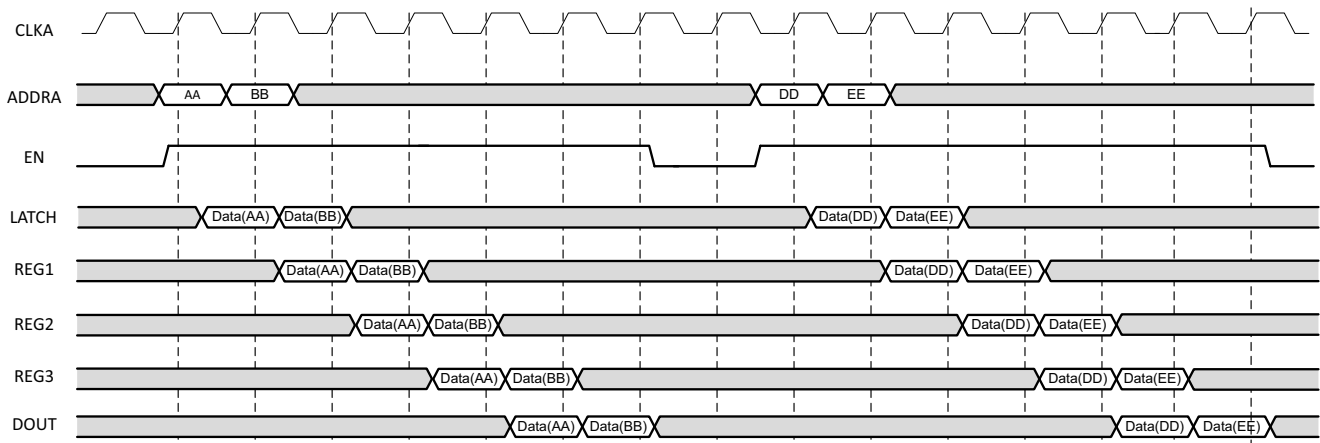 CLKA
ADDRA AA BB DD EE
EN
LATCH Data(AA) Data(BB) Data(DD) Data(EE)
REG1 Data(AA) Data(BB) Data(DD) Data(EE)
REG2 Data(AA) Data(BB) Data(DD) Data(EE)
REG3 Data(AA) Data(BB) Data(DD) Data(EE)
DOUT Data(AA) Data(BB) Data(DD) Data(EE)